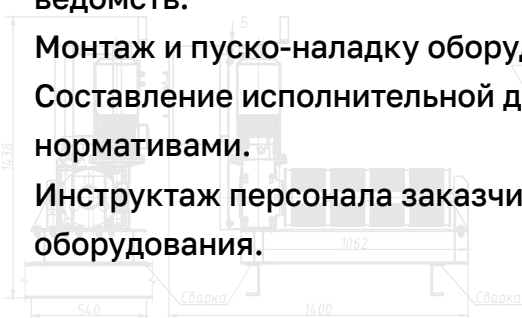 ведомств.
Б
Монтаж и пуско-наладку обору
Составление исполнительной д
нормативами.
1438
Инструктаж персонала заказчи
оборудования.
1062
Сварка
Сварка
540
1400